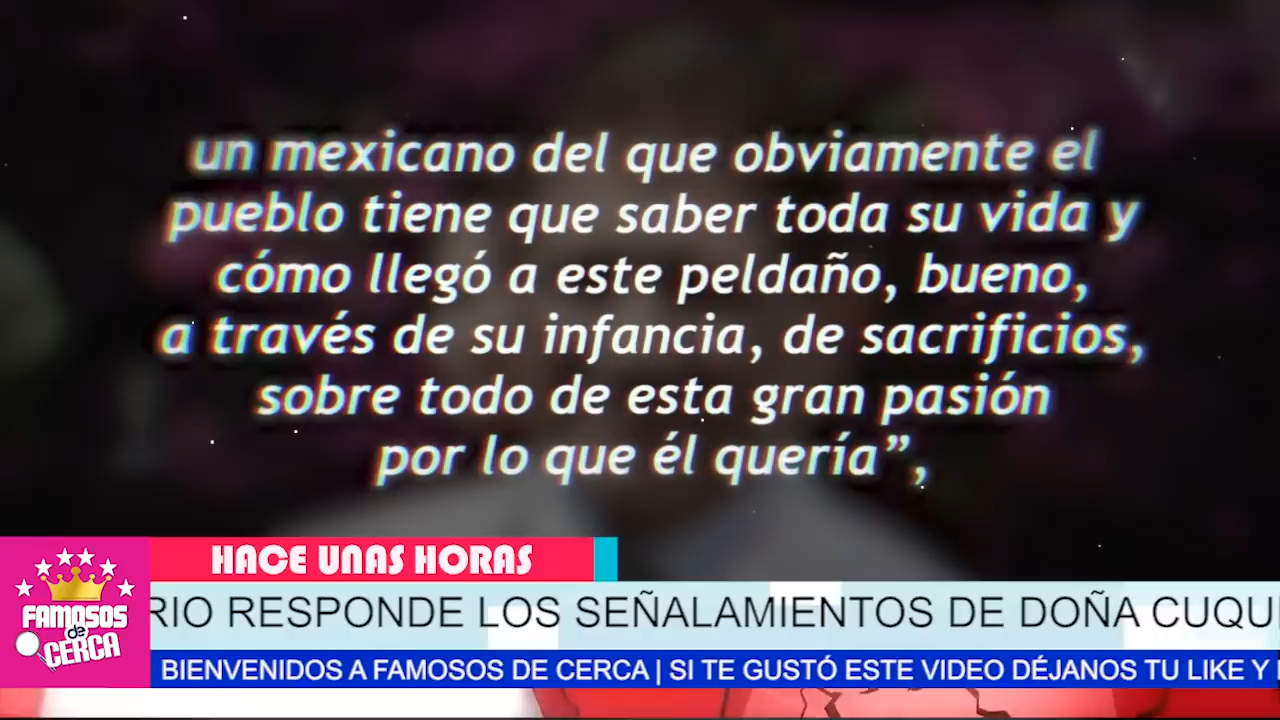 un mexicano del que obviamente el
pueblo tiene que saber toda su vida y
cómo llegó a este peldaño, bueno,
a través de su infancia, de sacrificios,
sobre todo de esta gran pasión
por lo que él quería”,
HACE UNAS HORAS
FAMOSOS
de
CERCA
RIO RESPONDE LOS SEÑALAMIENTOS DE DOÑA CUQU
BIENVENIDOS A FAMOSOS DE CERCA | SI TE GUSTÓ ESTE VIDEO DÉJANOS TU LIKE Y